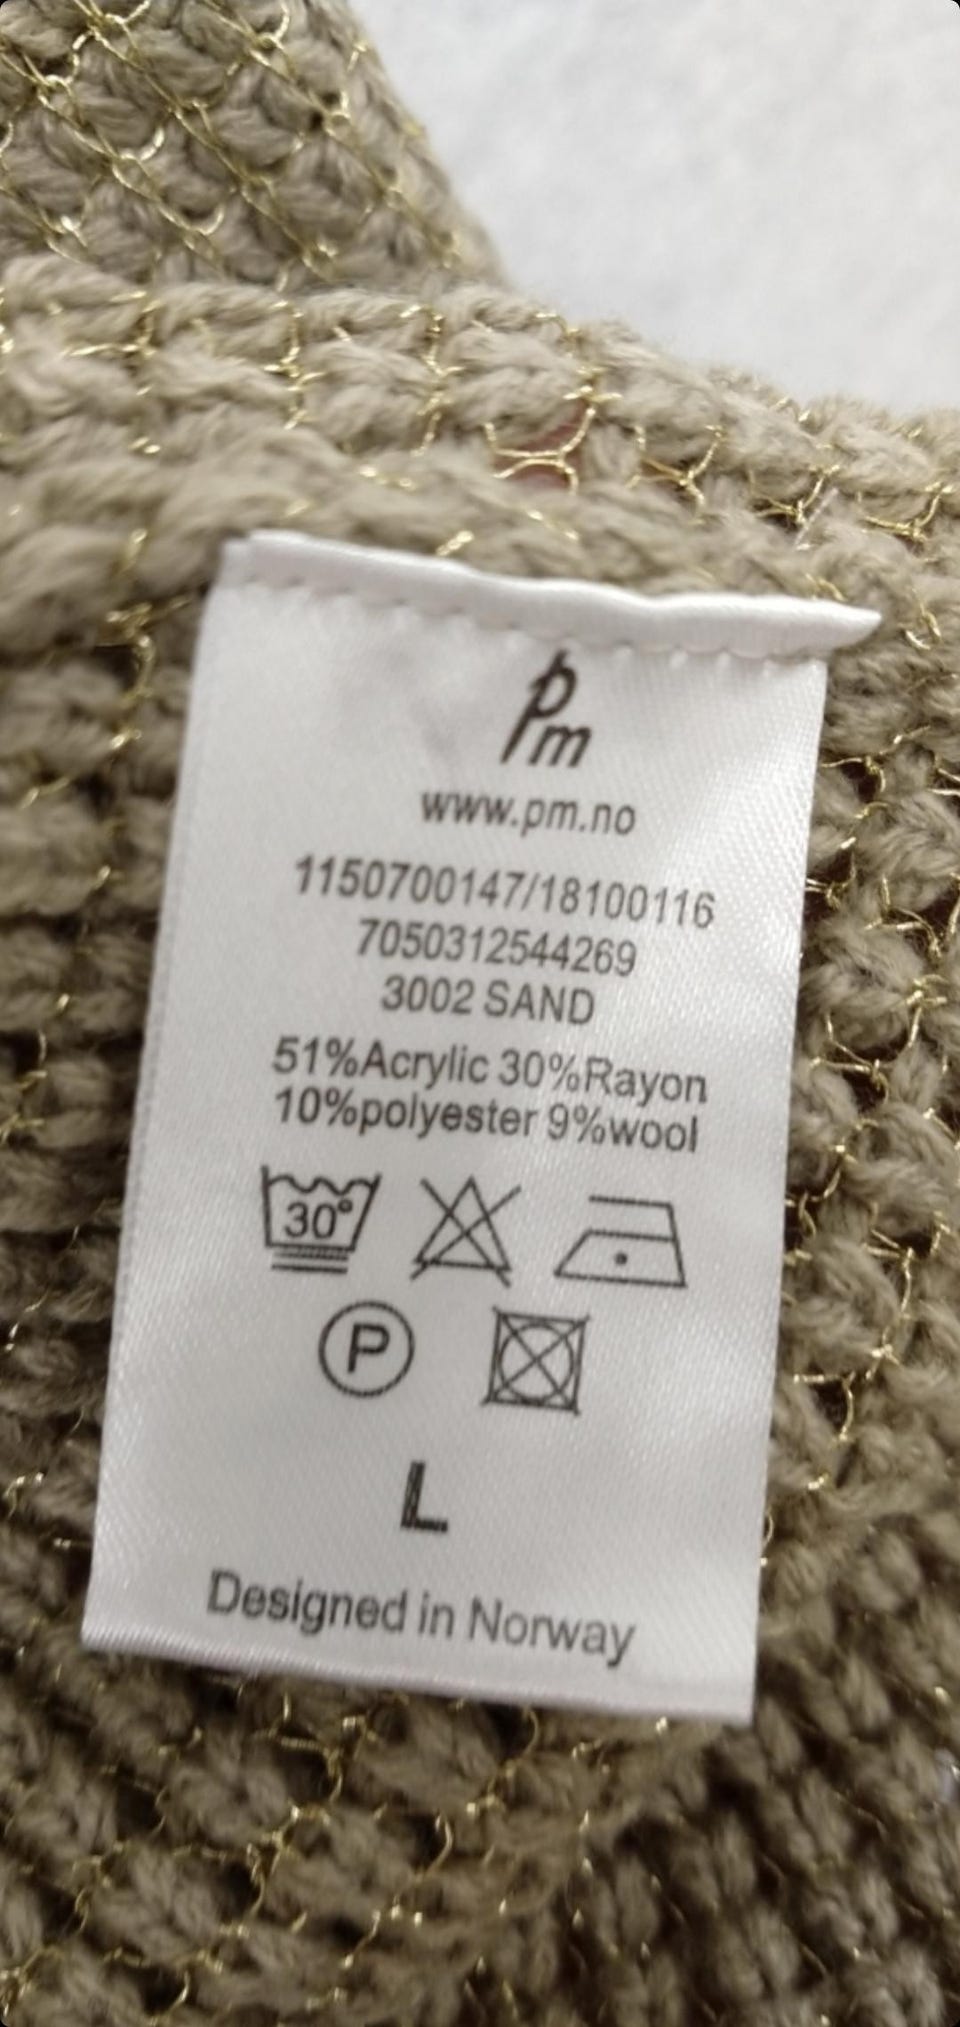 Pm
www.pm.no
1150700147/18100116
7050312544269
3002 SAND
51%Acrylic 30%Rayon
10%polyester 9%wool
30°
P
L
Designed in Norway